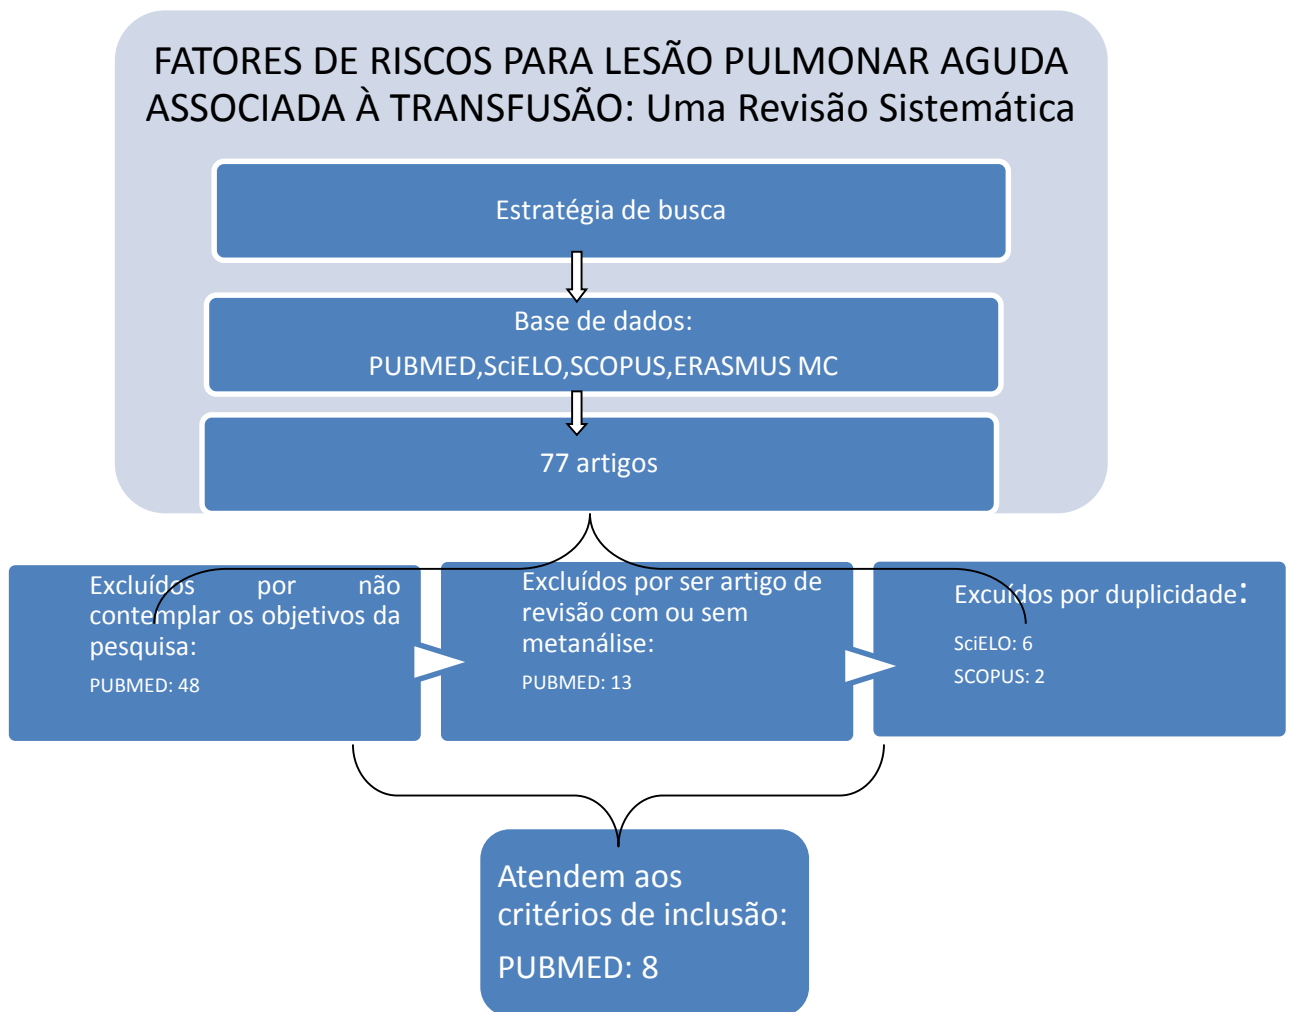 FATORES DE RISCOS PARA LESÃO PULMONAR AGUDA
ASSOCIADA À TRANSFUSÃO: Uma Revisão Sistemática
Estratégia de busca
Base de dados:
PUBMED,SciELO,SCOPUS,ERASMUS MC
77 artigos
Excluídos por não
contemplar os objetivos da
pesquisa:
PUBMED: 48
Excluídos por ser artigo de
revisão com ou sem
metanálise:
PUBMED: 13
Excuídos por duplicidade:
SciELO: 6
SCOPUS: 2
Atendem aos
critérios de inclusão:
PUBMED: 8